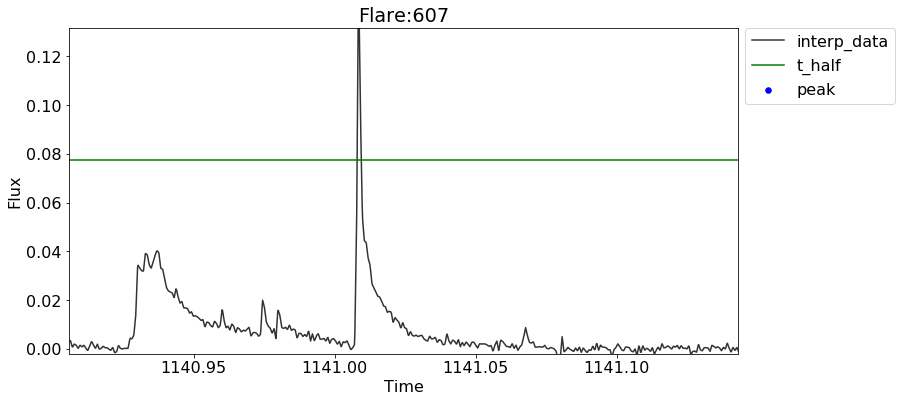 Flare:607
interp_data
t_half
peak
0.12
0.10
0.08
0.06
0.04
0.02
0.00
Flux
1140.95
1141.00
1141.05
1141.10
Time